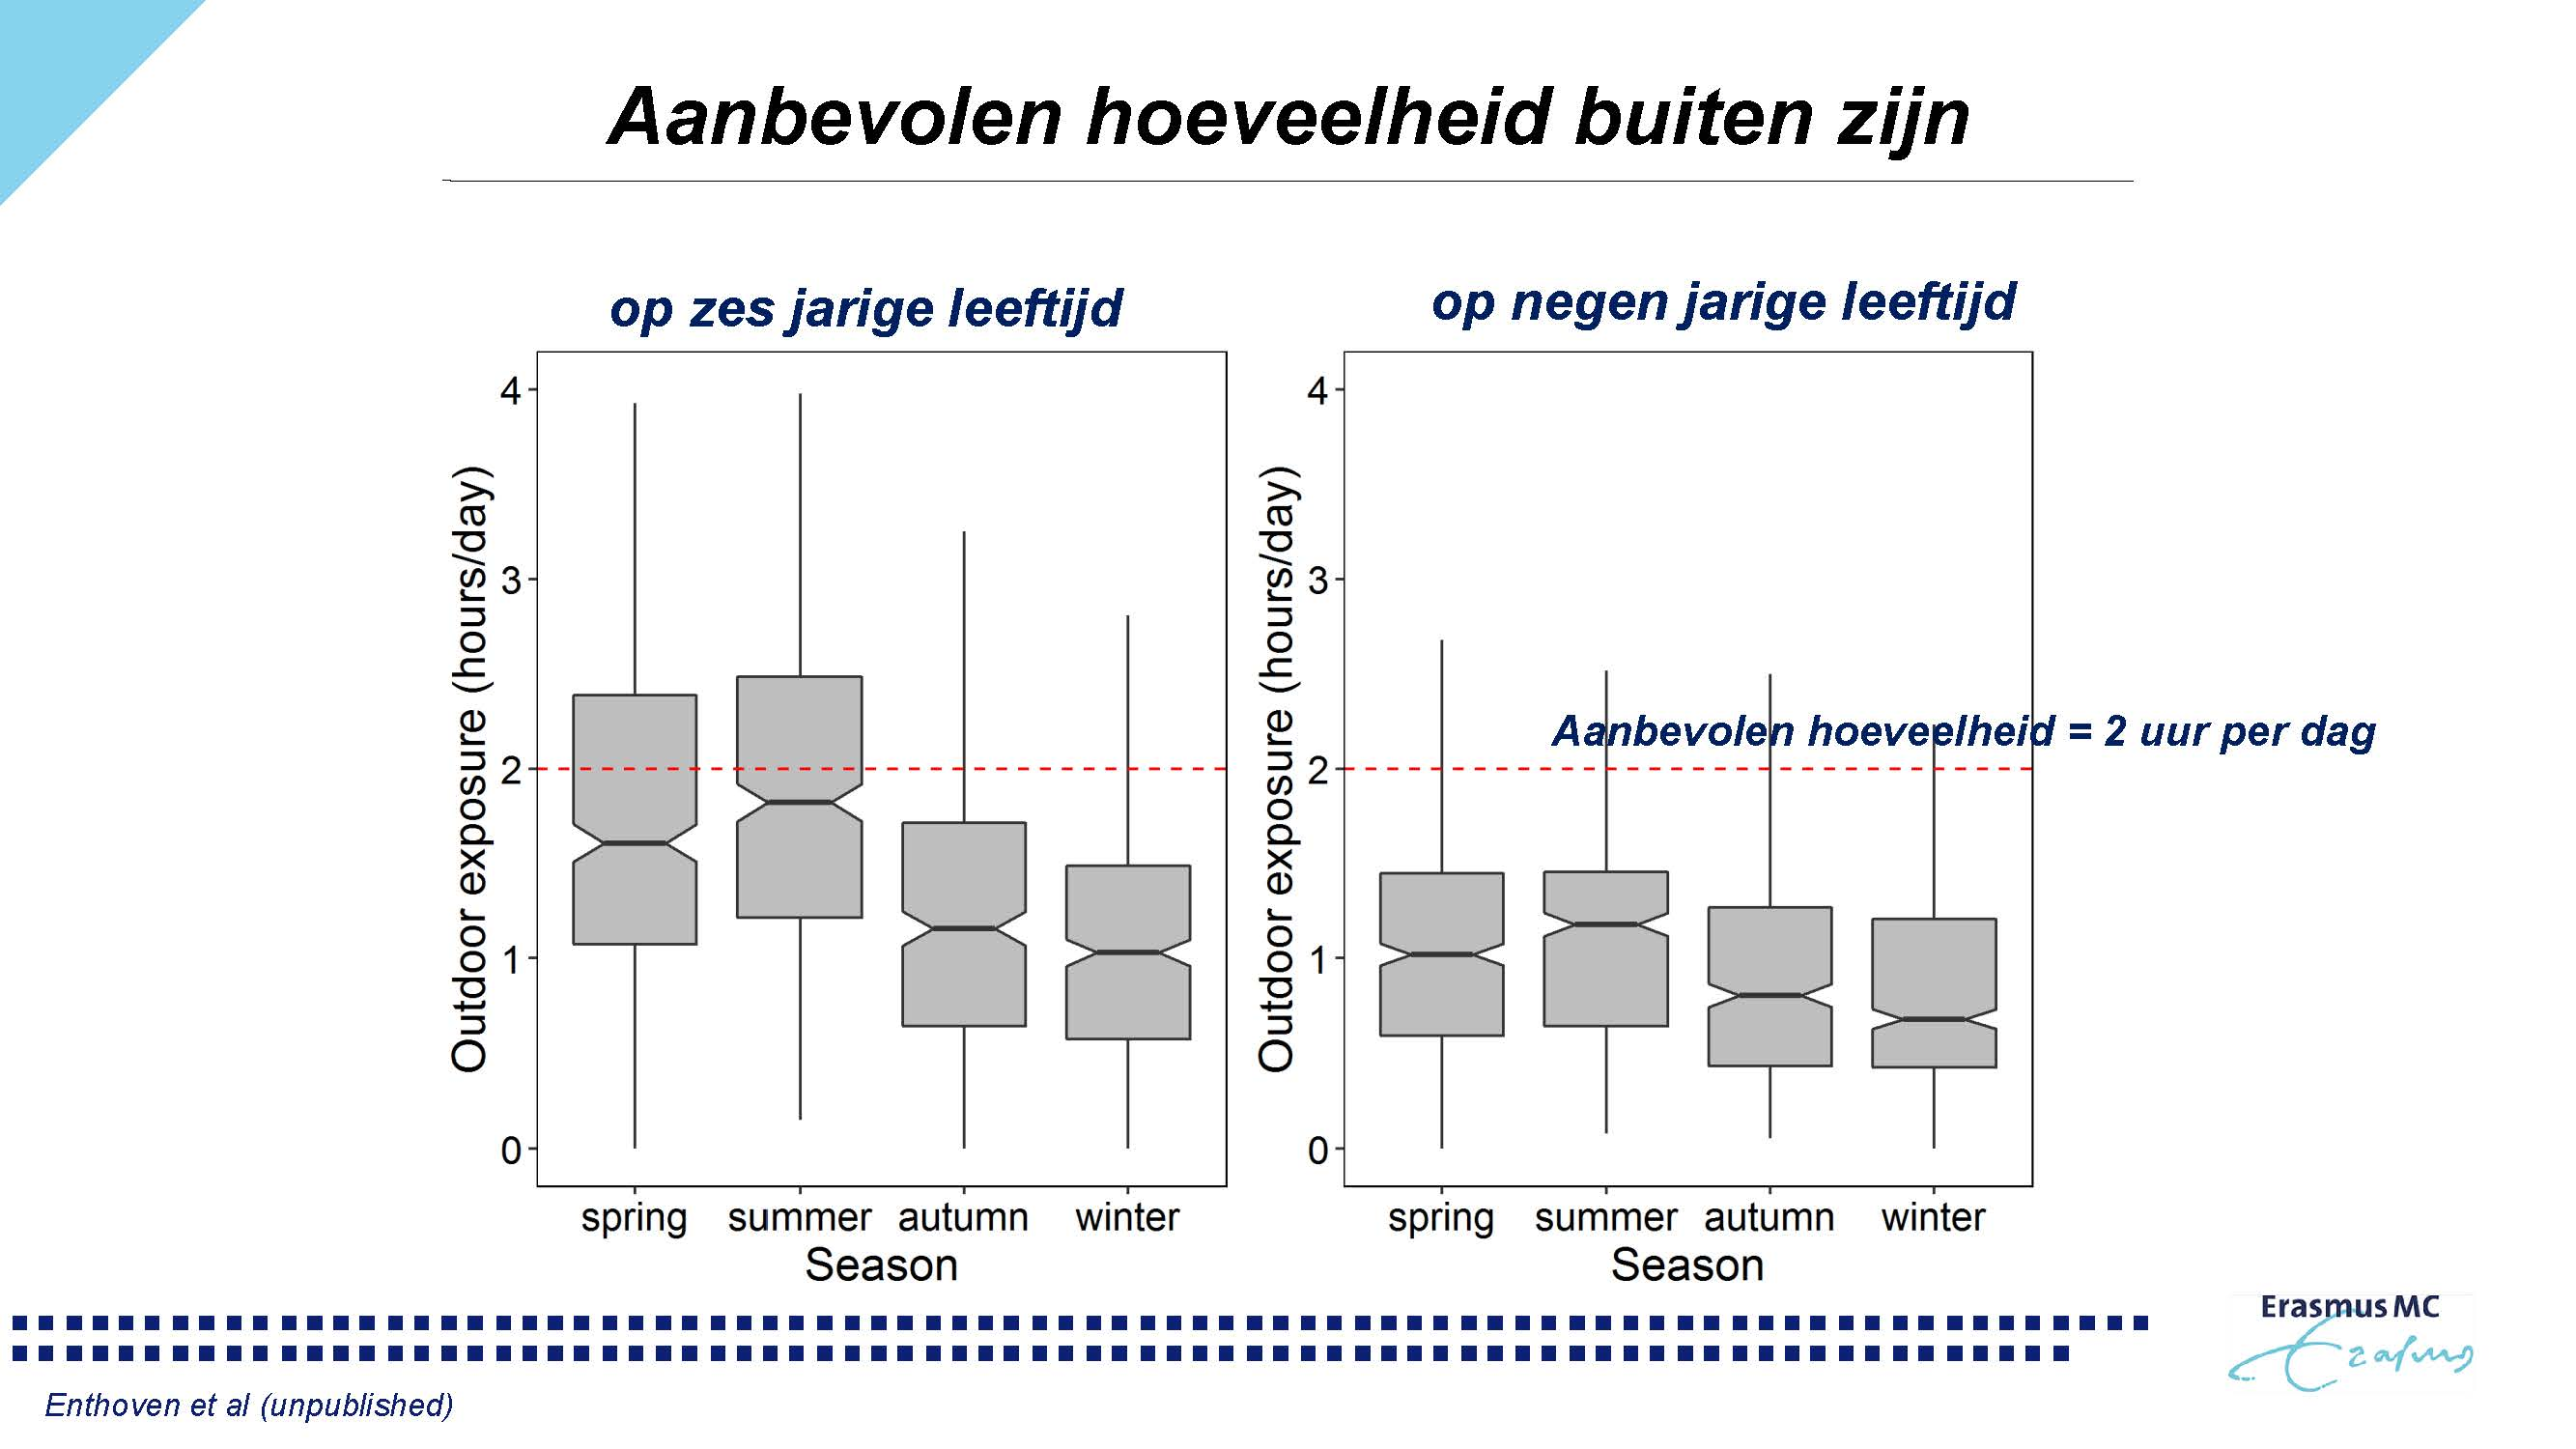 Aanbevolen hoeveelheid buiten zijn
op zes jarige leeftijd
op negen jarige leeftijd
Outdoor exposure (hours/day)
4
3
2
1
0
spring summer autumn winter
Season
Outdoor exposure (hours/day)
4
3
2
1
0
Aanbevolen hoeveelheid = 2 uur per dag
spring summer autumn winter
Season
Erasmus MC
Erasmus
Enthoven et al (unpublished)